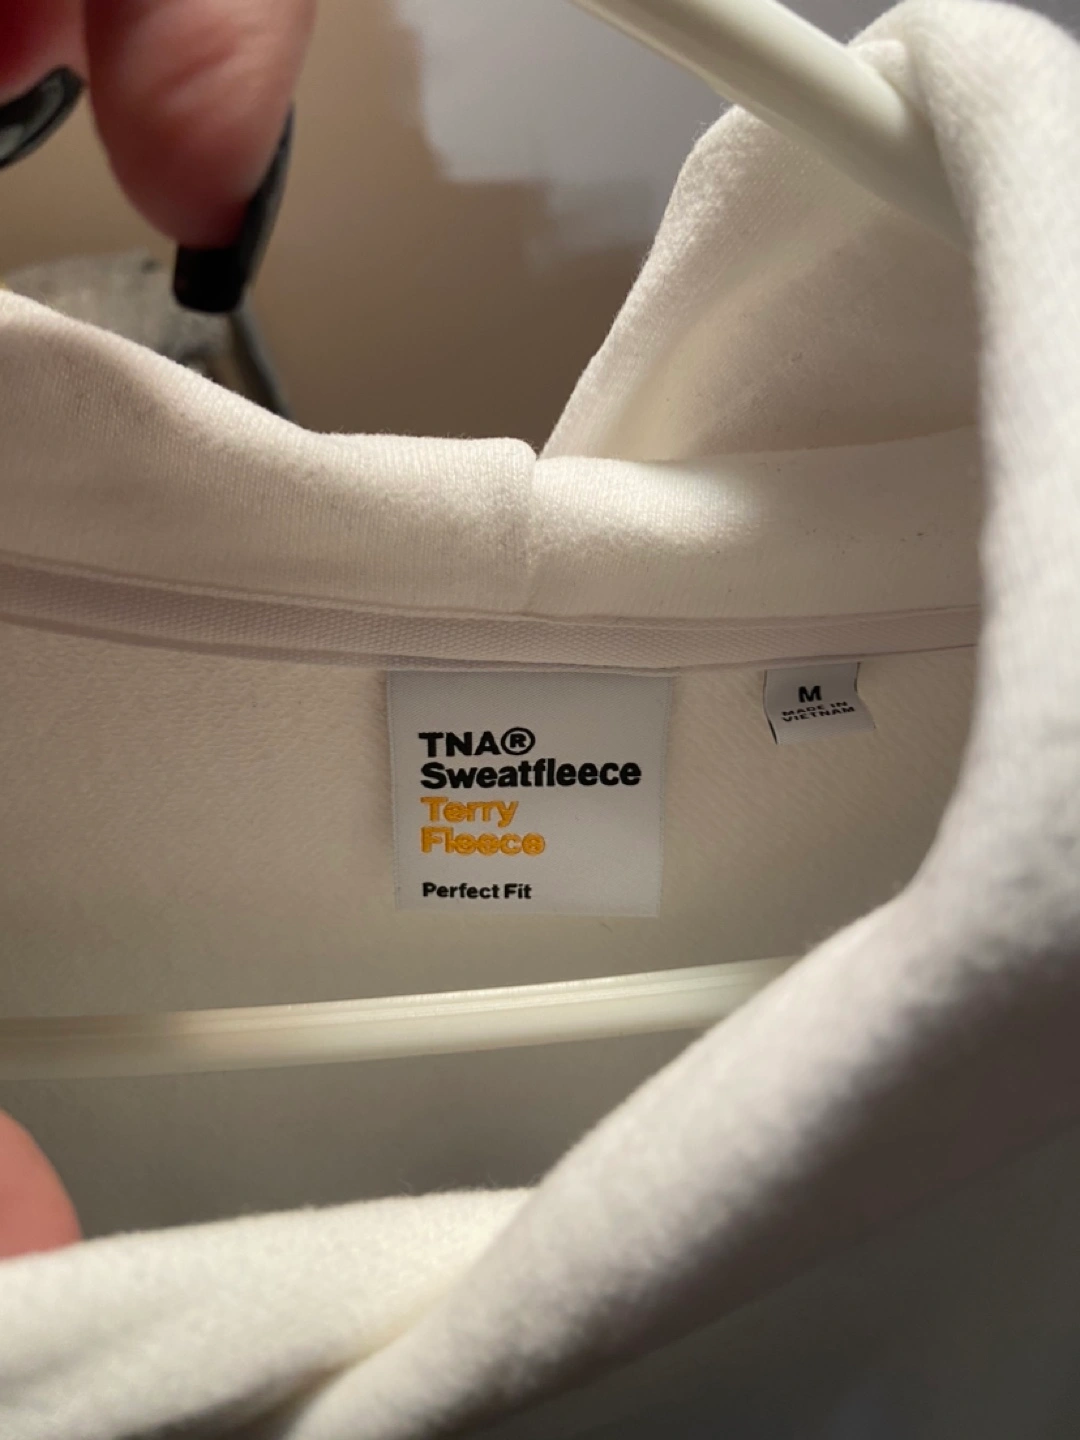 TNA®
Sweatfleece
Terry
Fleece
Perfect Fit
M
MADE IN
VIETNAM